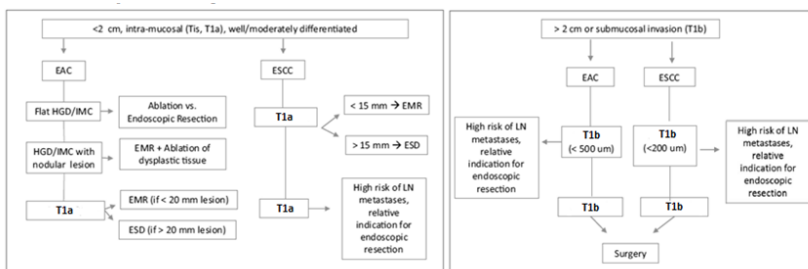 <2 cm, intra-mucosal (Tis, T1a), well/moderately differentiated
EAC
Flat HGD/IMC
Ablation vs.
Endoscopic Resection
HGD/IMC with
nodular lesion
EMR + Ablation of
dysplastic tissue
T1a
EMR (if < 20 mm lesion)
ESD (if > 20 mm lesion)
ESCC
T1a
< 15 mm → EMR
> 15 mm → ESD
T1a
High risk of LN
metastases,
relative
indication for
endoscopic
resection
> 2 cm or submucosal invasion (T1b)
EAC
ESCC
High risk of LN
metastases,
relative
indication for
endoscopic
resection
T1b
(< 500 um)
T1b
(<200 um)
High risk of LN
metastases,
relative
indication for
endoscopic
resection
T1b
T1b
Surgery